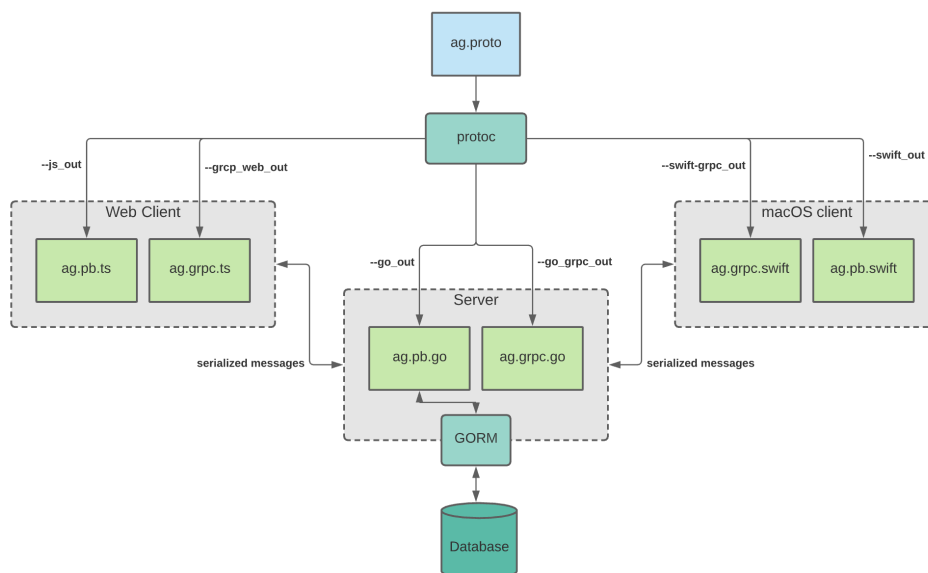 ag.proto
protoc
--js_out
--grcp_web_out
--swift-grpc_out
--swift_out
Web Client
macOS client
ag.pb.ts
ag.grpc.ts
ag.grpc.swift
ag.pb.swift
--go_out
--go_grpc_out
Server
serialized messages
ag.pb.go
ag.grpc.go
serialized messages
GORM
Database